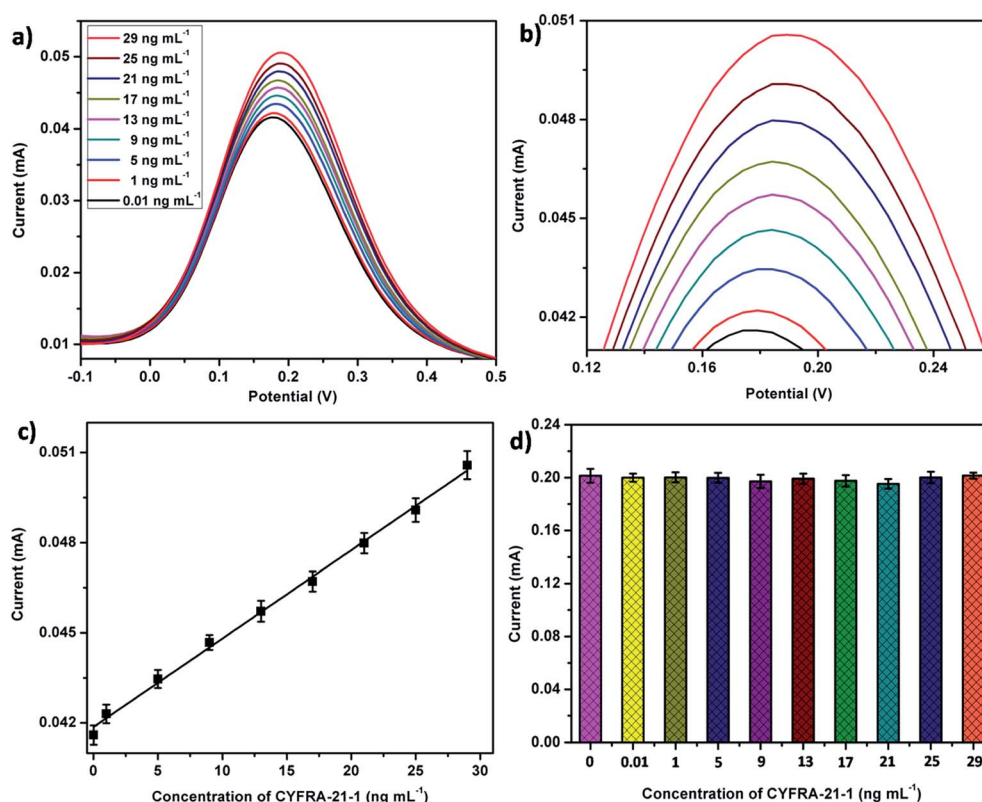 a)
29 ng mL⁻¹
25 ng mL⁻¹
21 ng mL⁻¹
17 ng mL⁻¹
13 ng mL⁻¹
9 ng mL⁻¹
5 ng mL⁻¹
1 ng mL⁻¹
0.01 ng mL⁻¹
0.05
0.04
0.03
0.02
0.01
Current (mA)
-0.1 0.0 0.1 0.2 0.3 0.4 0.5
Potential (V)
b)
0.051
0.048
0.045
0.042
Current (mA)
0.12 0.16 0.20 0.24
Potential (V)
c)
0.051
0.048
0.045
0.042
Current (mA)
0 5 10 15 20 25 30
Concentration of CYFRA-21-1 (ng mL⁻¹)
d)
0.24
0.20
0.16
0.12
0.08
0.04
0.00
Current (mA)
0 0.01 1 5 9 13 17 21 25 29
Concentration of CYFRA-21-1 (ng mL⁻¹)